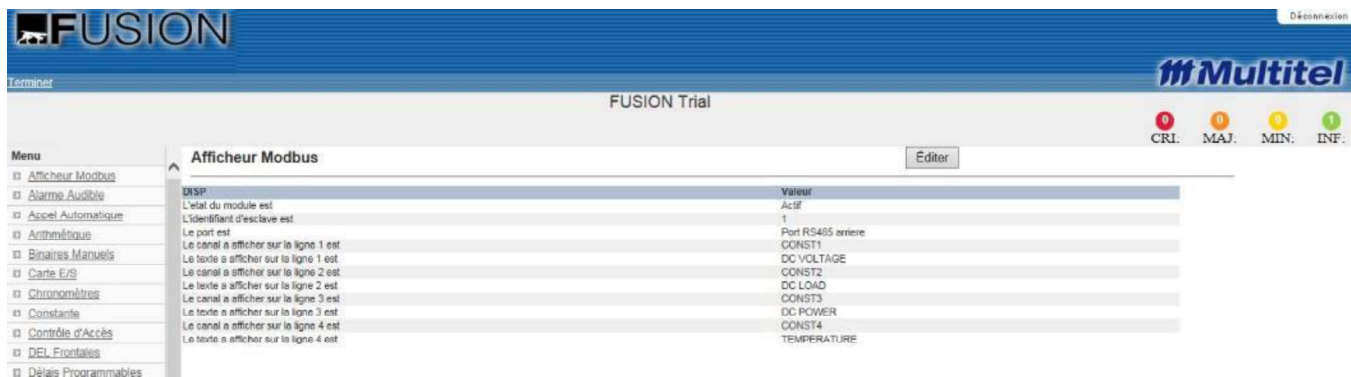 FUSION
Déconnexion
Terminer
Multitel
FUSION Trial
0 0 0 1
CRI: MAJ: MIN: INF:
Menu
Afficheur Modbus
Alarme Audible
Appel Automatique
Arithmétique
Binaires Manuels
Carte E/S
Chronomètres
Constante
Contrôle d'Accès
DEL Frontales
Délais Programmables
Afficheur Modbus
Éditer
DISP Valeur
L'etat du module est Actif
L'identifiant d'esclave est 1
Le port est Port RS485 arriere
Le canal a afficher sur la ligne 1 est CONST1
Le texte a afficher sur la ligne 1 est DC VOLTAGE
Le canal a afficher sur la ligne 2 est CONST2
Le texte a afficher sur la ligne 2 est DC LOAD
Le canal a afficher sur la ligne 3 est CONST3
Le texte a afficher sur la ligne 3 est DC POWER
Le canal a afficher sur la ligne 4 est CONST4
Le texte a afficher sur la ligne 4 est TEMPERATURE